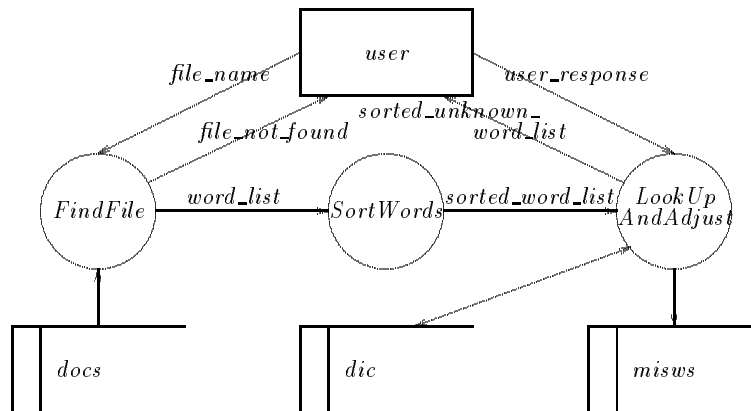 user
file_name
user_response
sorted_unknown_
file_not_found
word_list
word_list
sorted_word_list
FindFile
SortWords
LookUp
AndAdjust
docs
dic
misws